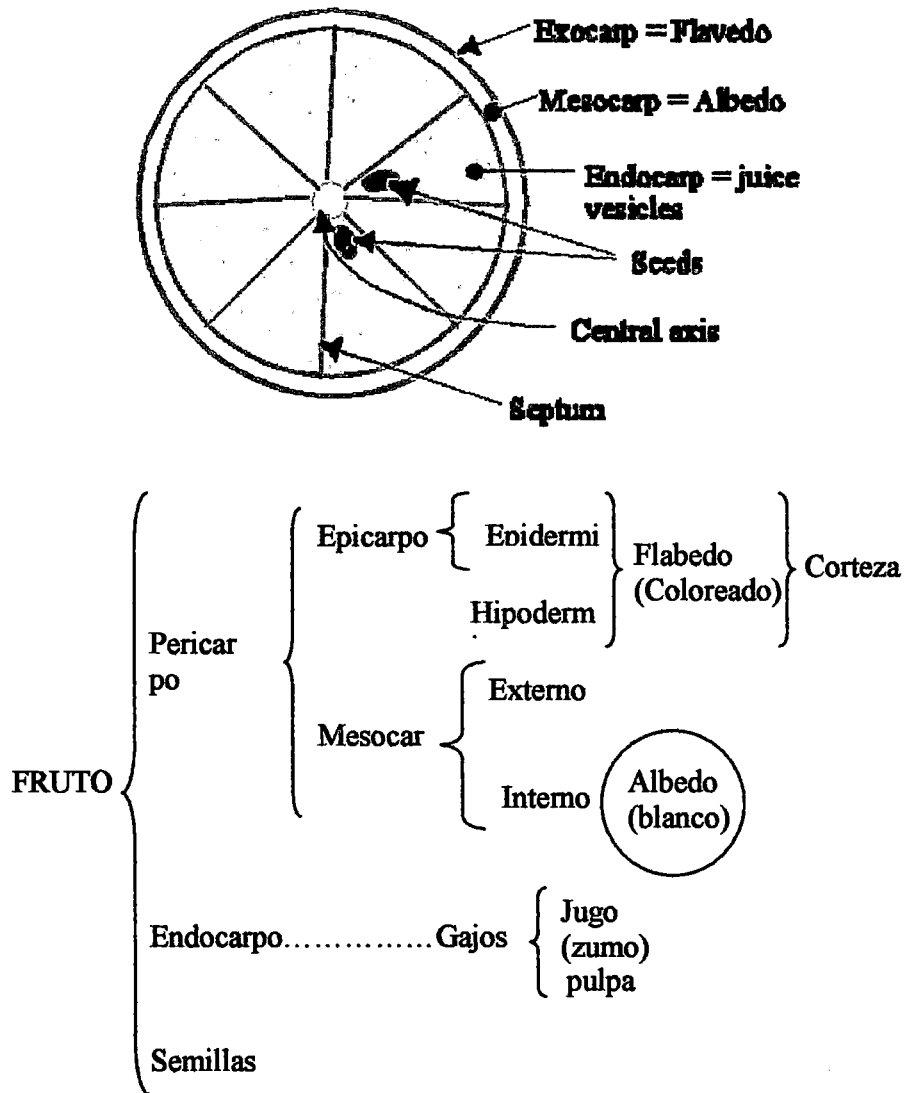 Exocarp = Flavedo
Mesocarp = Albedo
Endocarp = juice
vesicles
Seeds
Central axis
Septum
Epicarpo
Epidermi
Flabedo
(Coloreado)
Corteza
Hipoderm
Pericar
po
Externo
Mesocar
FRUTO
Interno
Albedo
(blanco)
Endocarpo..............Gajos
Jugo
(zumo)
pulpa
Semillas